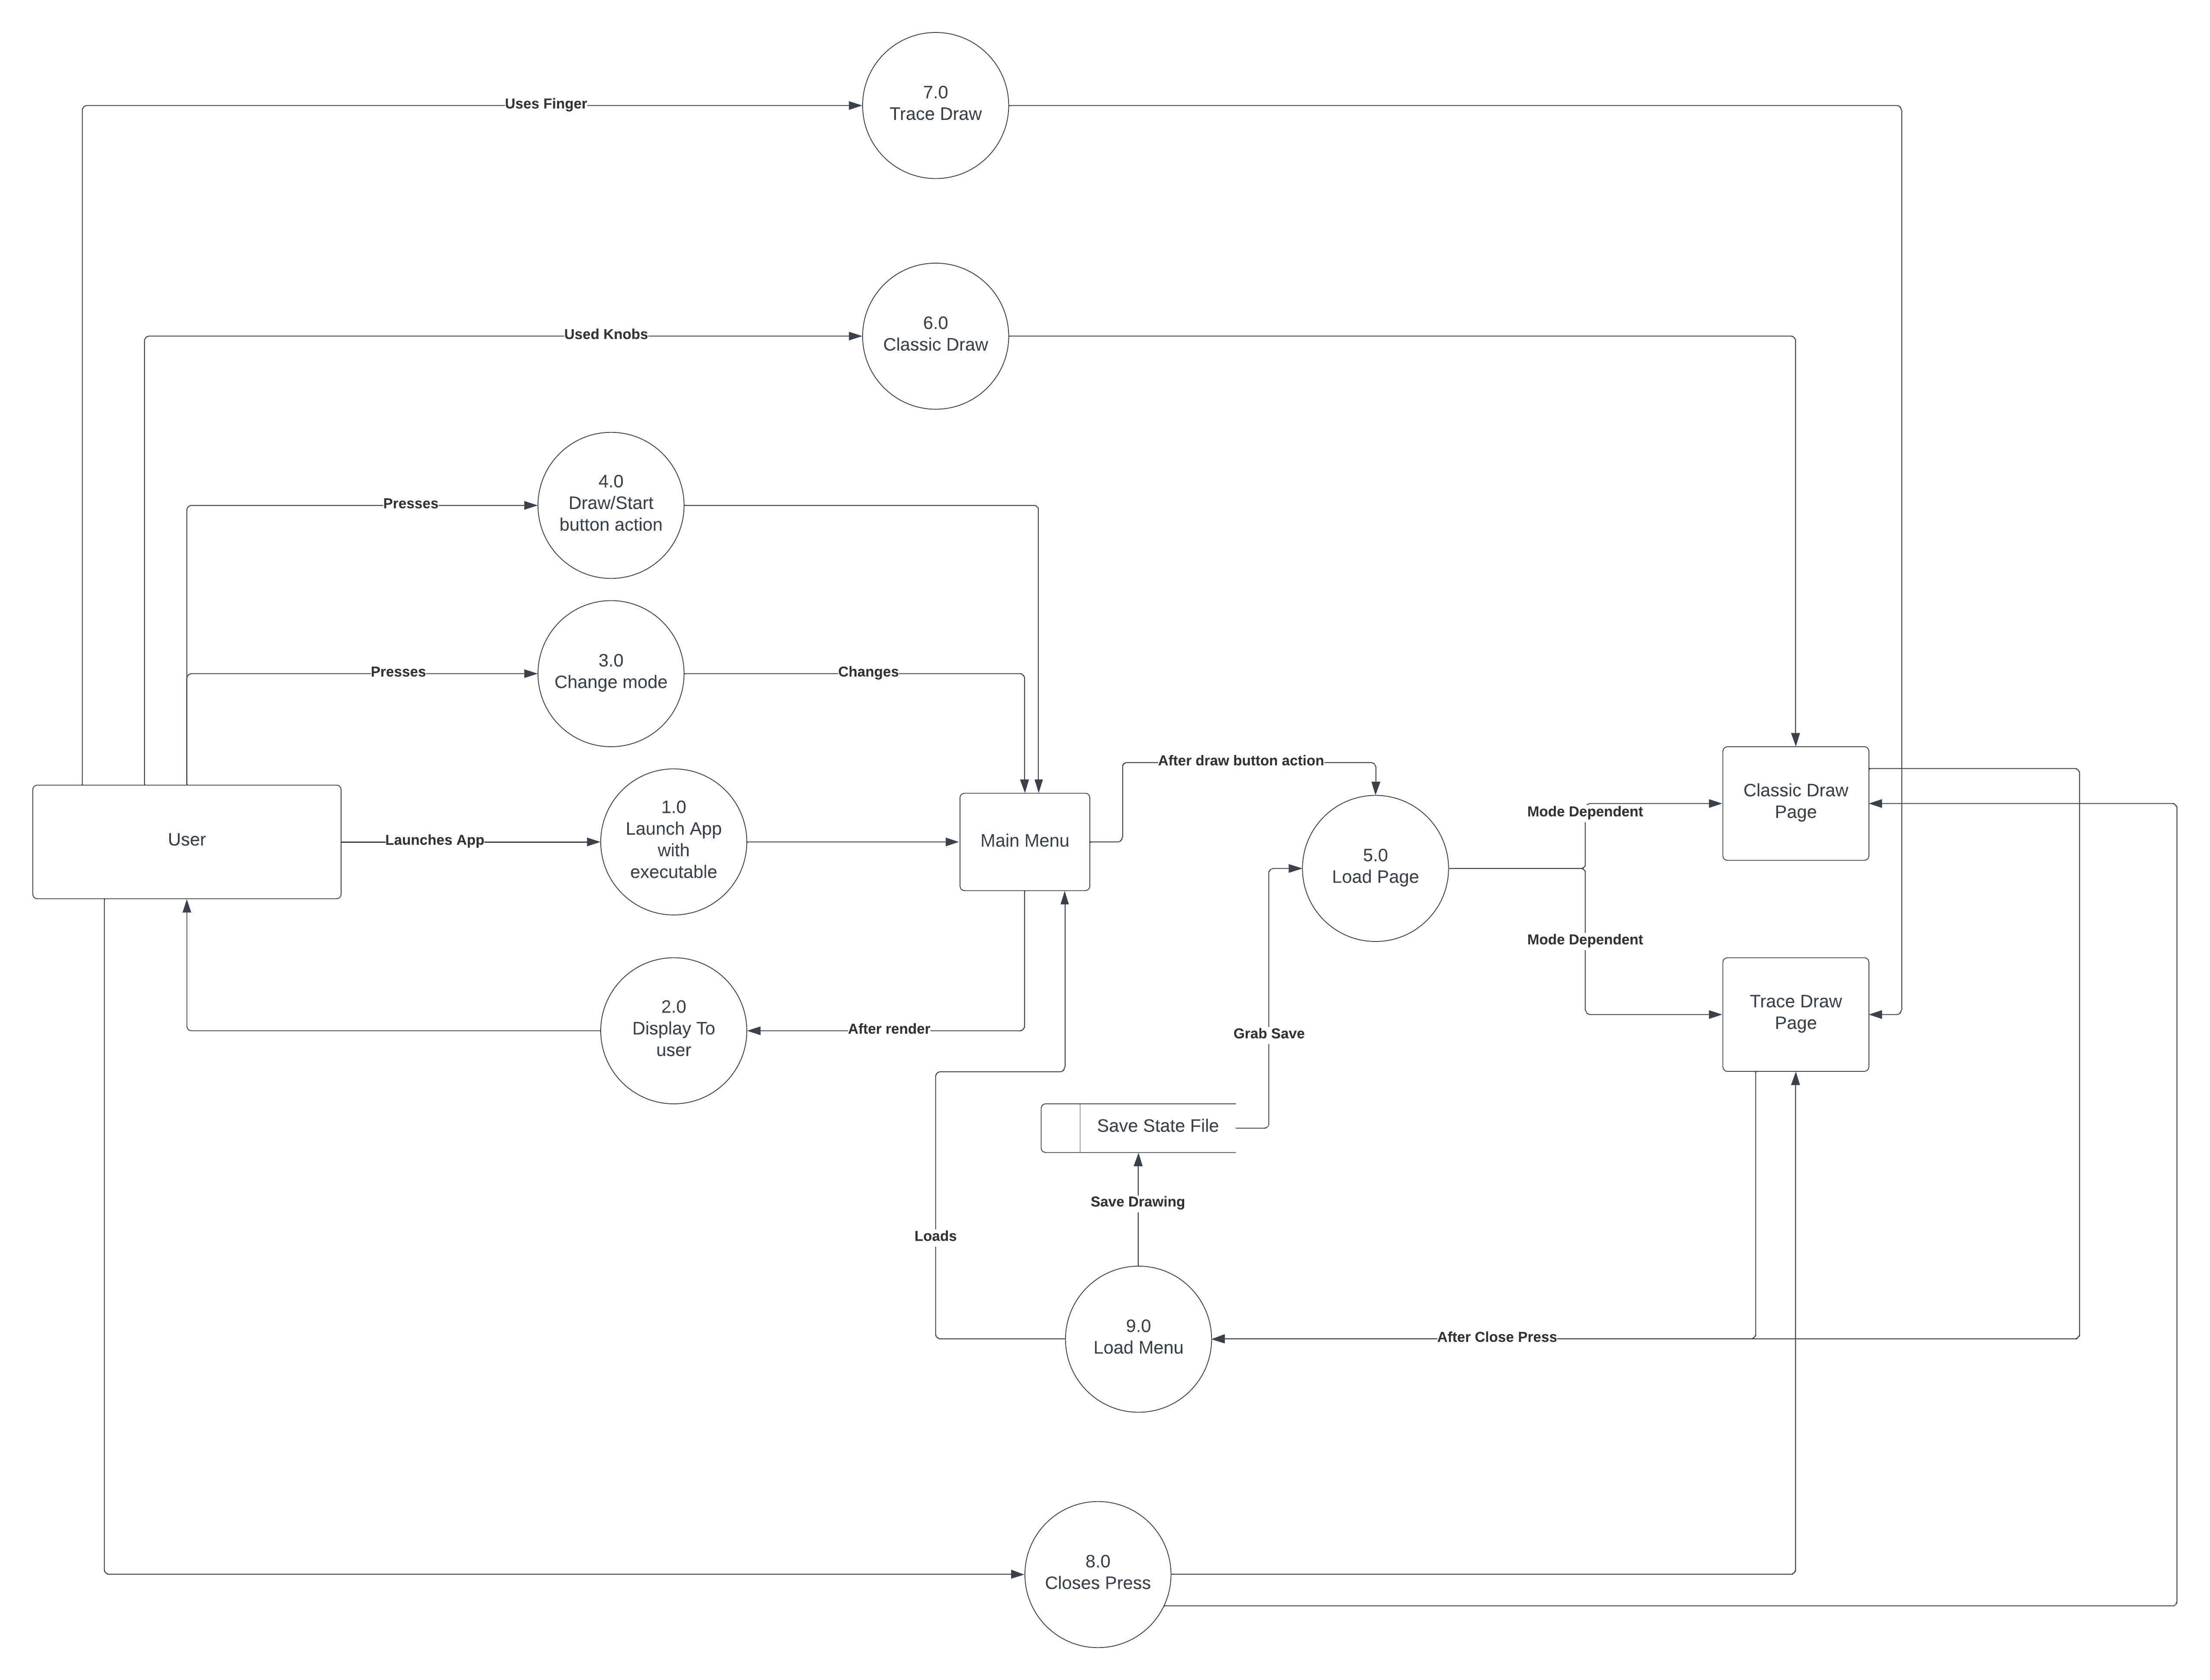 7.0
Trace Draw
Uses Finger
6.0
Classic Draw
Used Knobs
4.0
Draw/Start
button action
Presses
3.0
Change mode
Presses
Changes
After draw button action
1.0
Launch App
with
executable
User
Launches App
Main Menu
Mode Dependent
Classic Draw
Page
5.0
Load Page
Mode Dependent
2.0
Display To
user
After render
Grab Save
Trace Draw
Page
Save State File
Save Drawing
Loads
9.0
Load Menu
After Close Press
8.0
Closes Press